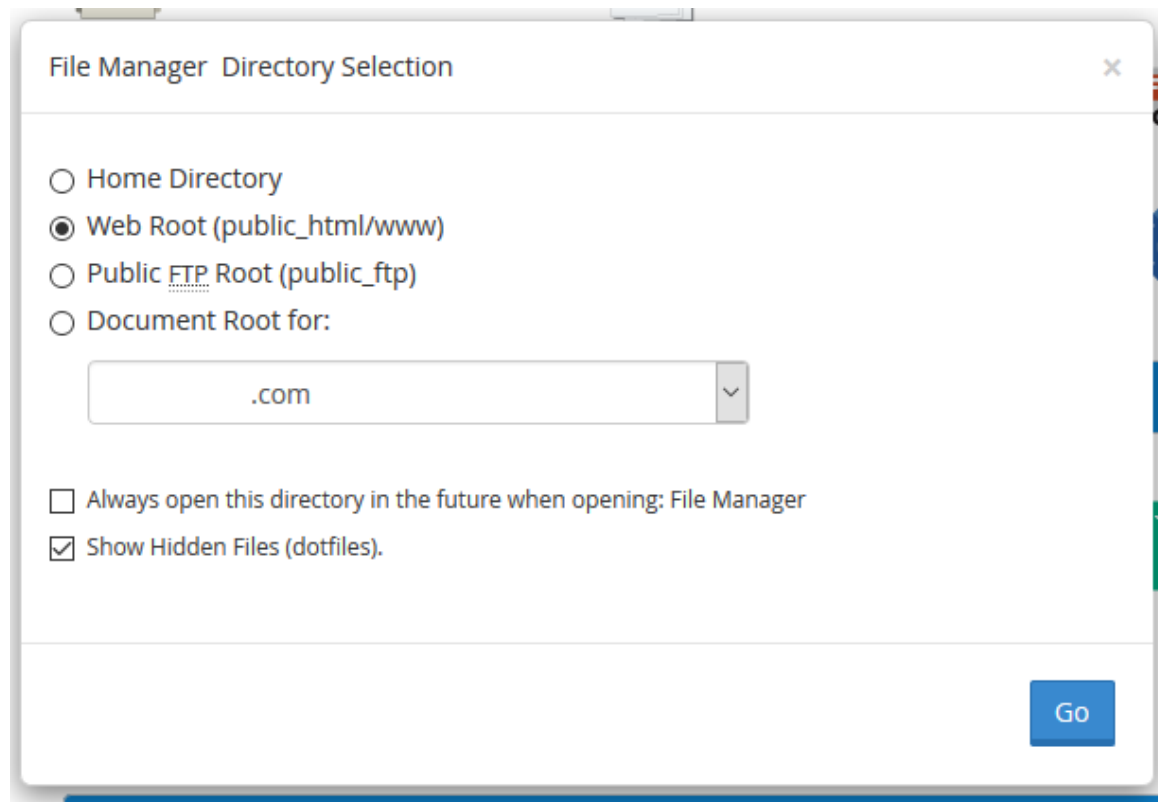 File Manager Directory Selection
×
Home Directory
Web Root (public_html/www)
Public FTP Root (public_ftp)
Document Root for:
.com
Always open this directory in the future when opening: File Manager
Show Hidden Files (dotfiles).
Go